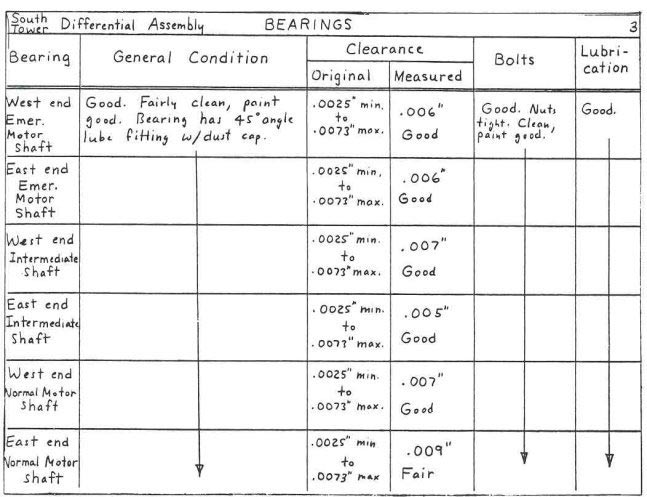 South Tower Differential Assembly BEARINGS 3
Bearing General Condition Clearance Bolts Lubri-
cation
Original Measured
West end
Emer.
Motor
Shaft
Good. Fairly clean, paint
good. Bearing has 45° angle
lube fitting w/dust cap.
.0025" min.
to
.0073" max.
.006"
Good
Good. Nuts
tight. Clean,
paint good.
Good.
East end
Emer.
Motor
Shaft
.0025" min.
to
.0073" max.
.006"
Good
West end
Intermediate
Shaft
.0025" min.
to
.0073" max.
.007"
Good
East end
Intermediate
Shaft
.0025" min.
to
.0073" max.
.005"
Good
West end
Normal Motor
Shaft
.0025" min.
to
.0073" max.
.007"
Good
East end
Normal Motor
Shaft
.0025" min
to
.0073" max
.009"
Fair